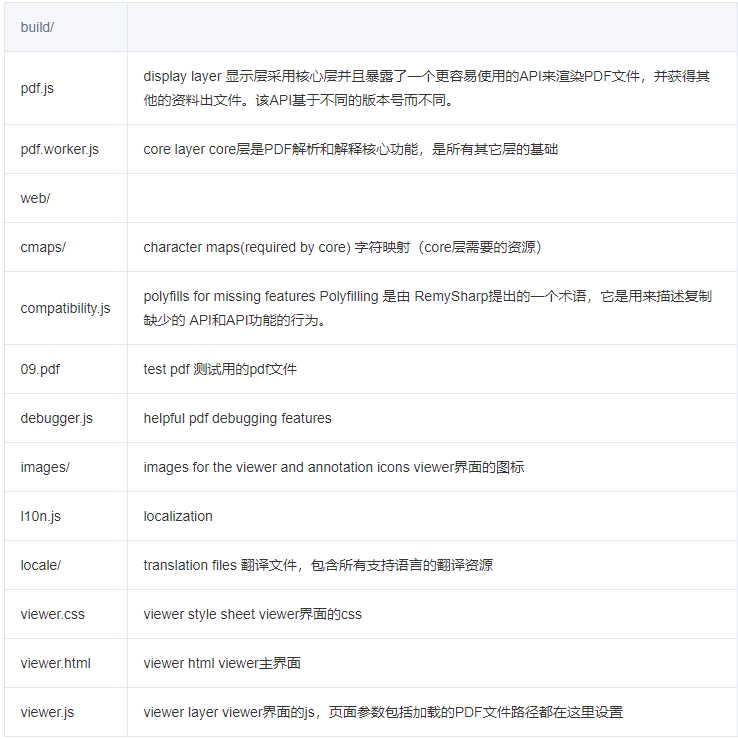 build/
pdf.js
display layer 显示层采用核心层并且暴露了一个更容易使用的API来渲染PDF文件，并获得其
他的资料出文件。该API基于不同的版本号而不同。
pdf.worker.js
core layer core层是PDF解析和解释核心功能，是所有其它层的基础
web/
cmaps/
character maps(required by core) 字符映射（core层需要的资源）
compatibility.js
polyfills for missing features Polyfilling 是由 RemySharp提出的一个术语，它是用来描述复制
缺少的 API和API功能的行为。
09.pdf
test pdf 测试用的pdf文件
debugger.js
helpful pdf debugging features
images/
images for the viewer and annotation icons viewer界面的图标
l10n.js
localization
locale/
translation files 翻译文件，包含所有支持语言的翻译资源
viewer.css
viewer style sheet viewer界面的css
viewer.html
viewer html viewer主界面
viewer.js
viewer layer viewer界面的js，页面参数包括加载的PDF文件路径都在这里设置